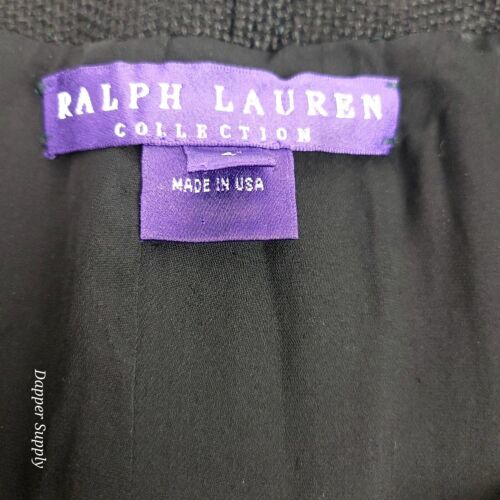 RALPH LAUREN
COLLECTION
MADE IN USA
Dapper Supply